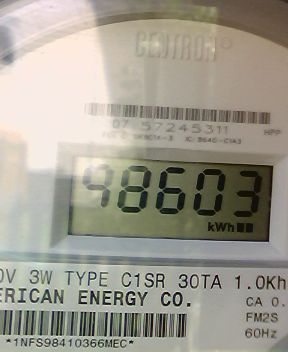 CENTRON
07 57245311
HPP
98603
kWh
0V 3W TYPE C1SR 30TA 1.0Kh
ERICAN ENERGY CO.
CA 0.
FM2S
*1NFS98410366MEC*
60Hz